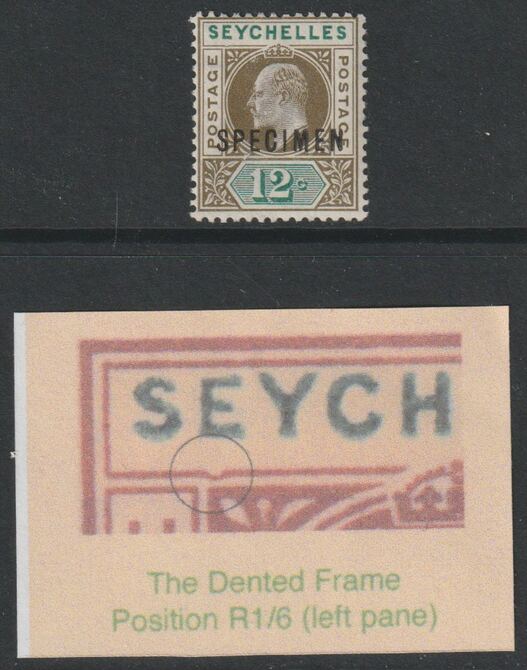 SEYCHELLES
POSTAGE POSTAGE
SPECIMEN
12c
SEYCH
The Dented Frame
Position R1/6 (left pane)